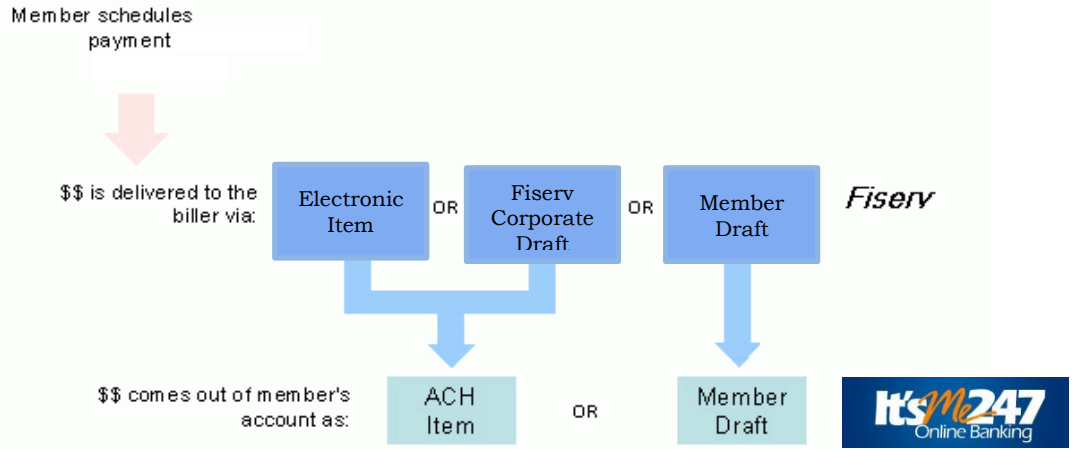 Member schedules
payment
$$ is delivered to the
biller via:
Electronic
Item
OR
Fiserv
Corporate
Draft
OR
Member
Draft
Fiserv
$$ comes out of member's
account as:
ACH
Item
OR
Member
Draft
It'sMe247
Online Banking